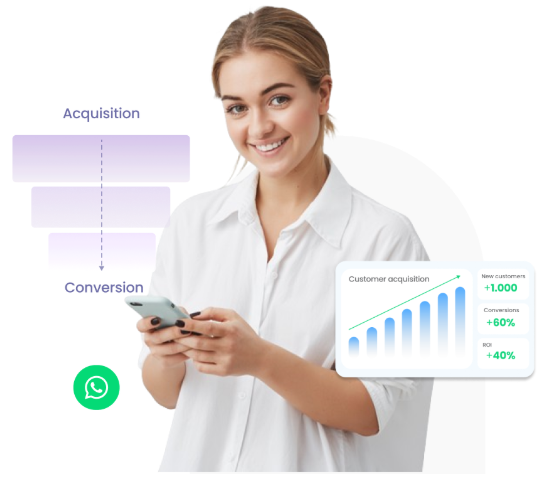 Acquisition
Conversion
Customer acquisition
New customers
+1.000
Conversions
+60%
ROI
+40%